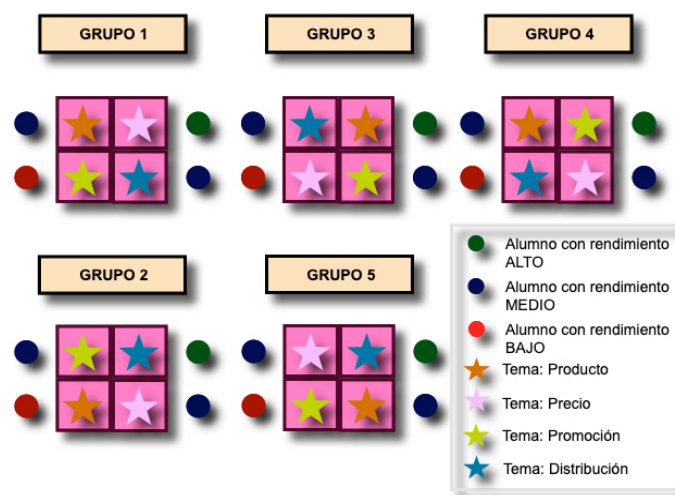 GRUPO 1
GRUPO 3
GRUPO 4
GRUPO 2
GRUPO 5
Alumno con rendimiento
ALTO
Alumno con rendimiento
MEDIO
Alumno con rendimiento
BAJO
Tema: Producto
Tema: Precio
Tema: Promoción
Tema: Distribución